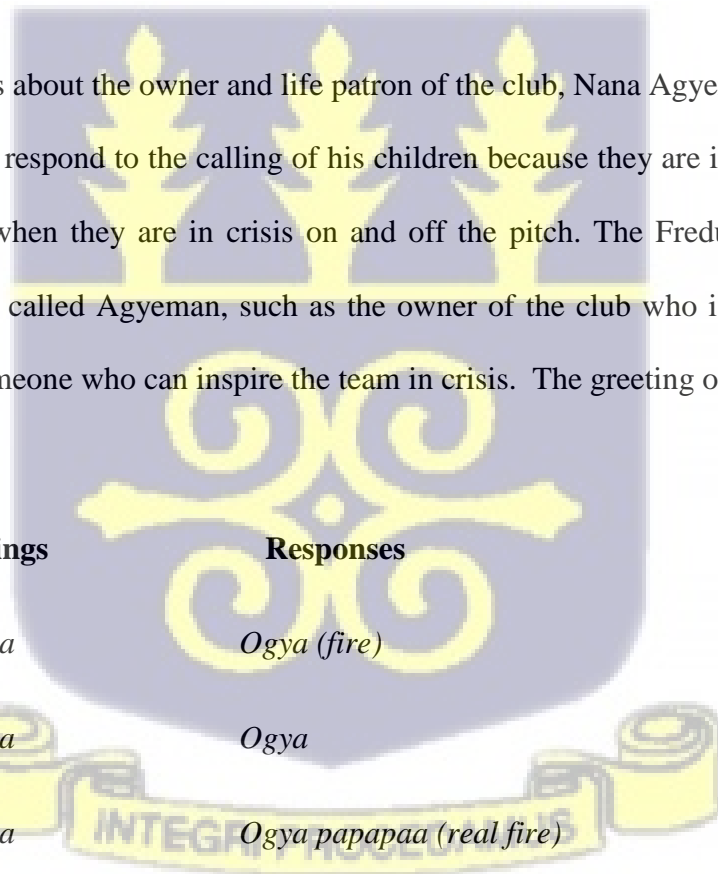 s about the owner and life patron of the club, Nana Agye
respond to the calling of his children because they are i
when they are in crisis on and off the pitch. The Fredu
called Agyeman, such as the owner of the club who i
meone who can inspire the team in crisis. The greeting o
ings Responses
a Ogya (fire)
a Ogya
a Ogya papapaa (real fire)
INTEGRI PROCEDAMUS